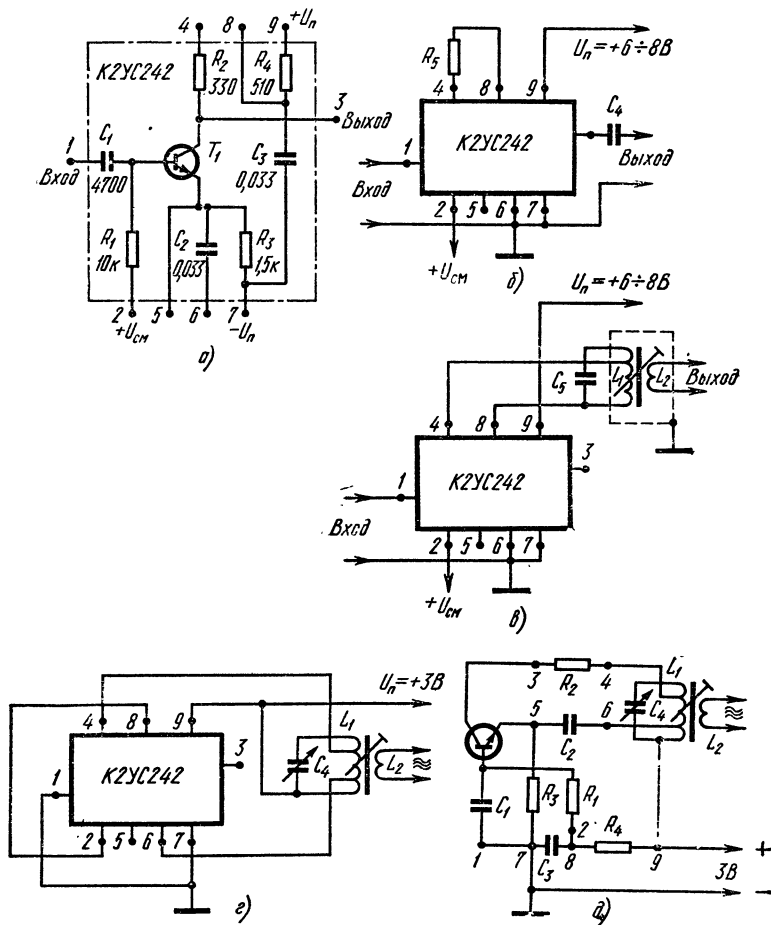 4 8 9 +Uп
К2УС242
R2
330
R4
510
3
Выход
1
Вход
C1
4700
T1
C3
0,033
R1
10к
C2
0,033
R3
1,5к
2 5 6 7
+Uсм
−Uп
а)
R5
Uп=+6÷8В
4 8 9
К2УС242
C4
Выход
1
Вход
2 5 6 7
+Uсм
б)
Uп=+6÷8В
C5
L1
L2
Выход
4 8 9
3
1
К2УС242
Вход
2 5 6 7
+Uсм
в)
Uп=+3В
4 8 9
3
1
К2УС242
C4
L1
L2
≋
2 5 6 7
г)
3 R2 4
L1
C4
≋
L2
5 6
C2
C1
R3
R1
2
R4
1 7 C3 8 9
+
3В
−
д)